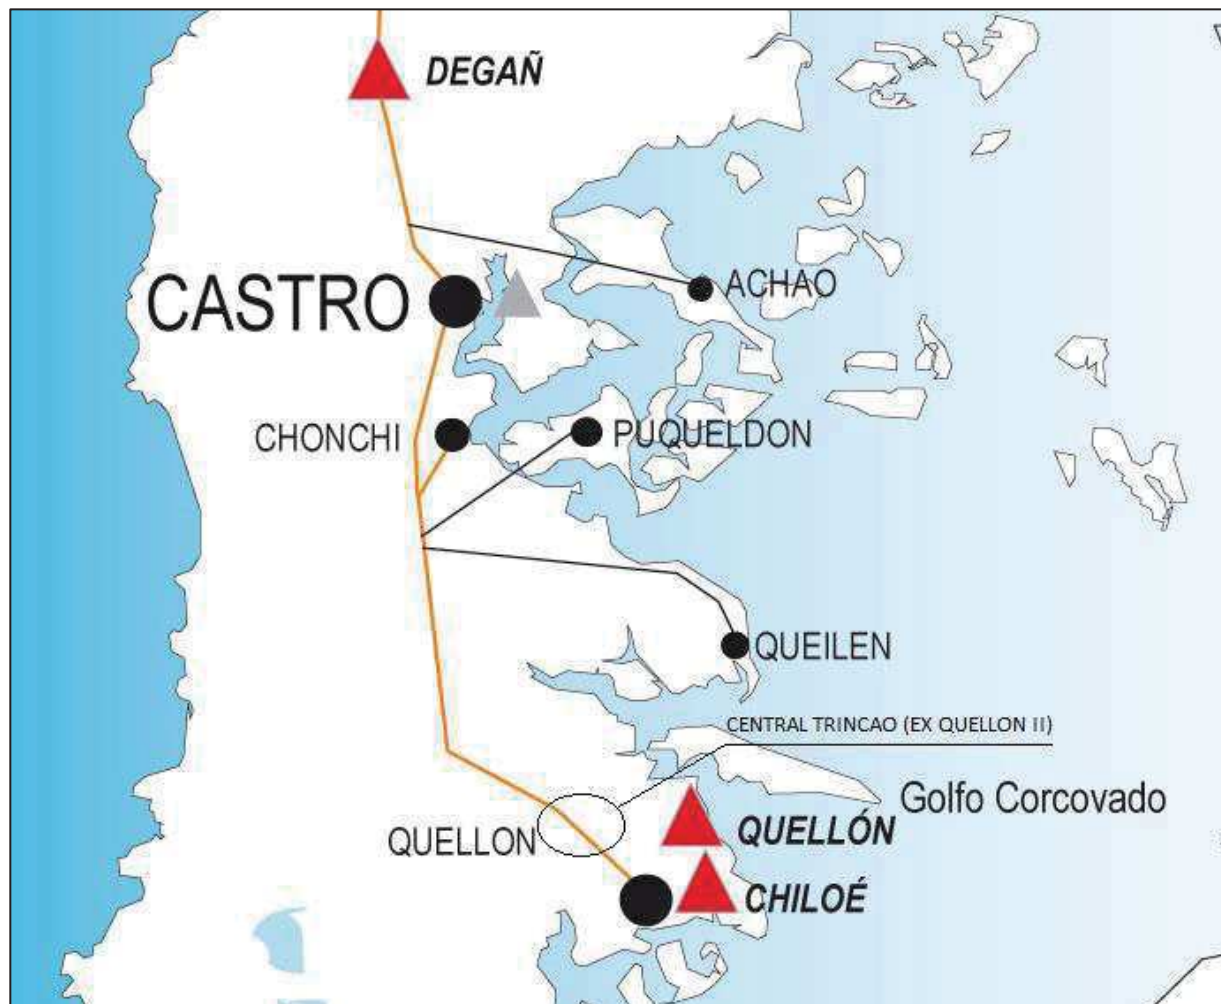 DEGAÑ
CASTRO
ACHAO
CHONCHI
PUQUELDON
QUEILEN
CENTRAL TRINCAO (EX QUELLON II)
Golfo Corcovado
QUELLON
QUELLÓN
CHILOÉ